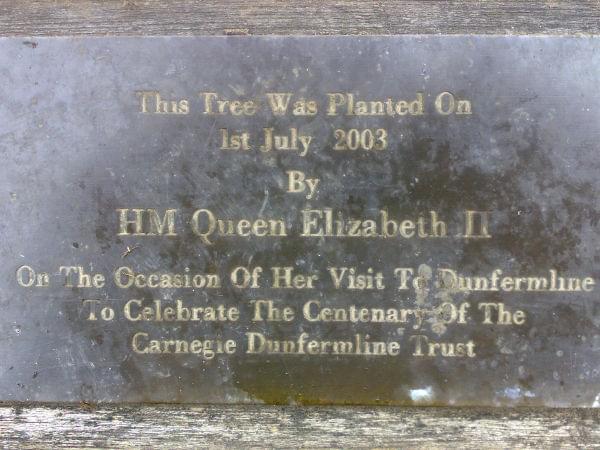 This Tree Was Planted On
1st July 2003
By
HM Queen Elizabeth II
On The Occasion Of Her Visit To Dunfermline
To Celebrate The Centenary Of The
Carnegie Dunfermline Trust